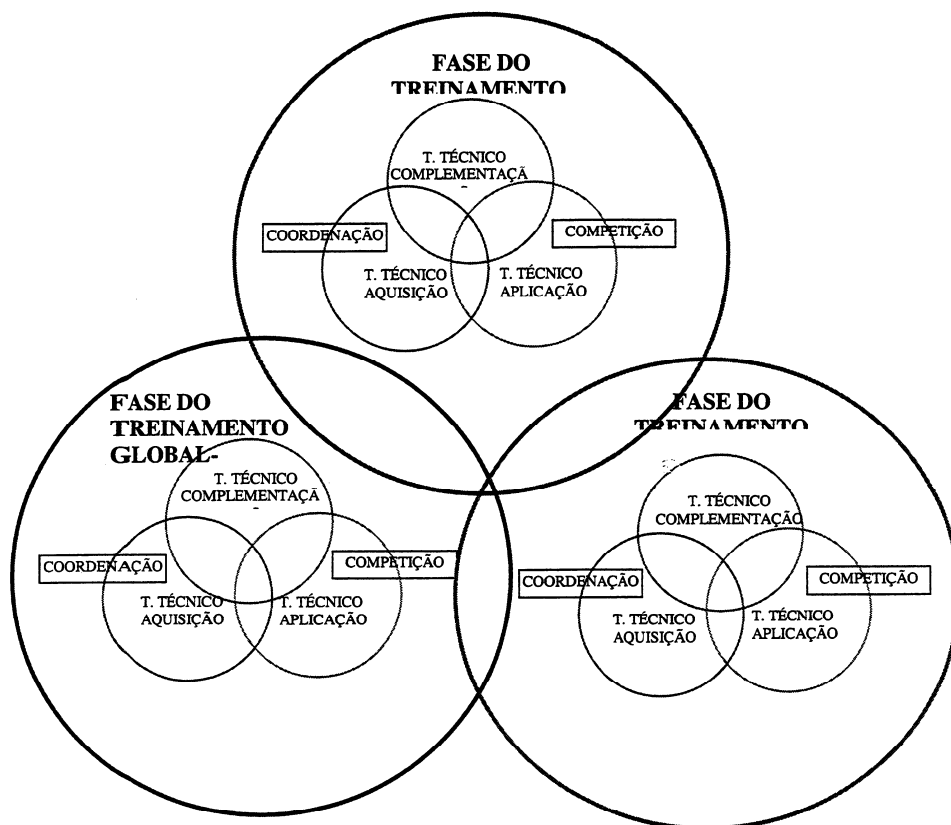 FASE DO
TREINAMENTO
T. TÉCNICO
COMPLEMENTAÇÃ
COORDENAÇÃO
COMPETIÇÃO
T. TÉCNICO
AQUISIÇÃO
T. TÉCNICO
APLICAÇÃO
FASE DO
TREINAMENTO
GLOBAL-
T. TÉCNICO
COMPLEMENTAÇÃ
COORDENAÇÃO
COMPETIÇÃO
T. TÉCNICO
AQUISIÇÃO
T. TÉCNICO
APLICAÇÃO
FASE DO
TREINAMENTO
T. TÉCNICO
COMPLEMENTAÇÃO
COORDENAÇÃO
COMPETIÇÃO
T. TÉCNICO
AQUISIÇÃO
T. TÉCNICO
APLICAÇÃO